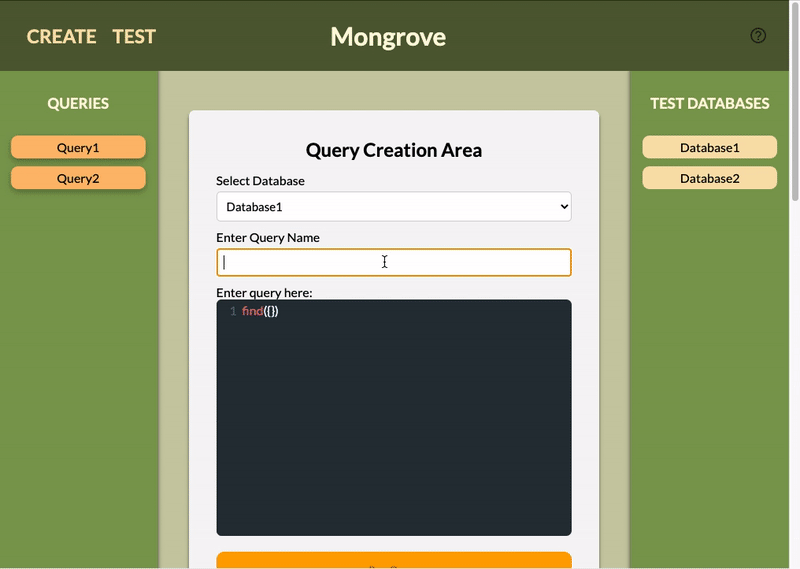 CREATE TEST
Mongrove
QUERIES
Query1
Query2
Query Creation Area
Select Database
Database1
Enter Query Name
Enter query here:
1 find({})
TEST DATABASES
Database1
Database2